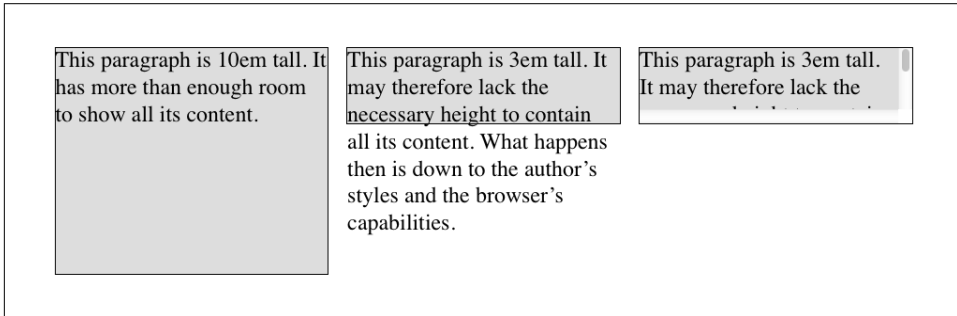 This paragraph is 10em tall. It
has more than enough room
to show all its content.
This paragraph is 3em tall. It
may therefore lack the
necessary height to contain
all its content. What happens
then is down to the author’s
styles and the browser’s
capabilities.
This paragraph is 3em tall.
It may therefore lack the